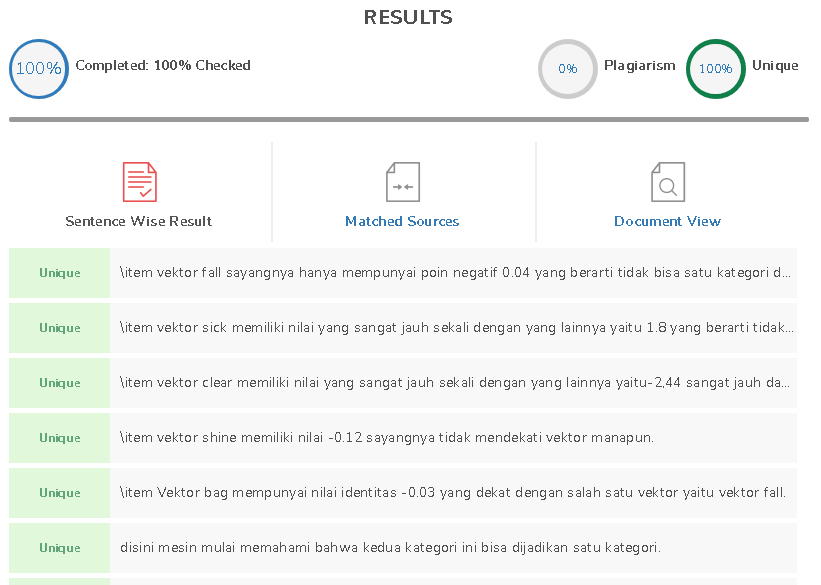 RESULTS
100% Completed: 100% Checked 0% Plagiarism 100% Unique
Sentence Wise Result Matched Sources Document View
Unique \item vektor fall sayangnya hanya mempunyai poin negatif 0.04 yang berarti tidak bisa satu kategori d...
Unique \item vektor sick memiliki nilai yang sangat jauh sekali dengan yang lainnya yaitu 1.8 yang berarti tidak...
Unique \item vektor clear memiliki nilai yang sangat jauh sekali dengan yang lainnya yaitu-2,44 sangat jauh da...
Unique \item vektor shine memiliki nilai -0.12 sayangnya tidak mendekati vektor manapun.
Unique \item Vektor bag mempunyai nilai identitas -0.03 yang dekat dengan salah satu vektor yaitu vektor fall.
Unique disini mesin mulai memahami bahwa kedua kategori ini bisa dijadikan satu kategori.